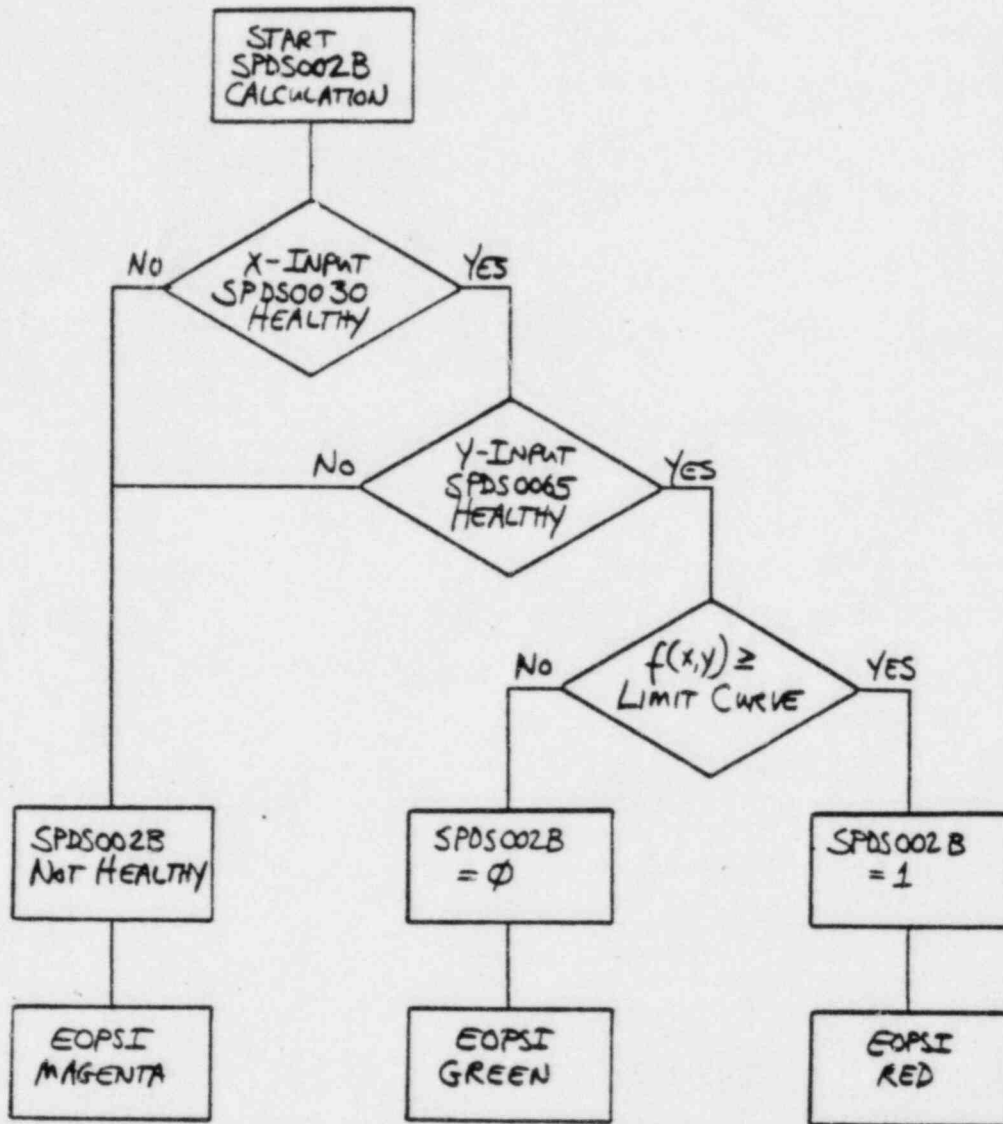 START
SPDS002B
CALCULATION
X-INPUT
SPDS0030
HEALTHY
NO
YES
Y-INPUT
SPDS0065
HEALTHY
NO
YES
f(x,y) ≥
LIMIT CURVE
NO
YES
SPDS002B
NOT HEALTHY
SPDS002B
= Ø
SPDS002B
= 1
EOPSI
MAGENTA
EOPSI
GREEN
EOPSI
RED